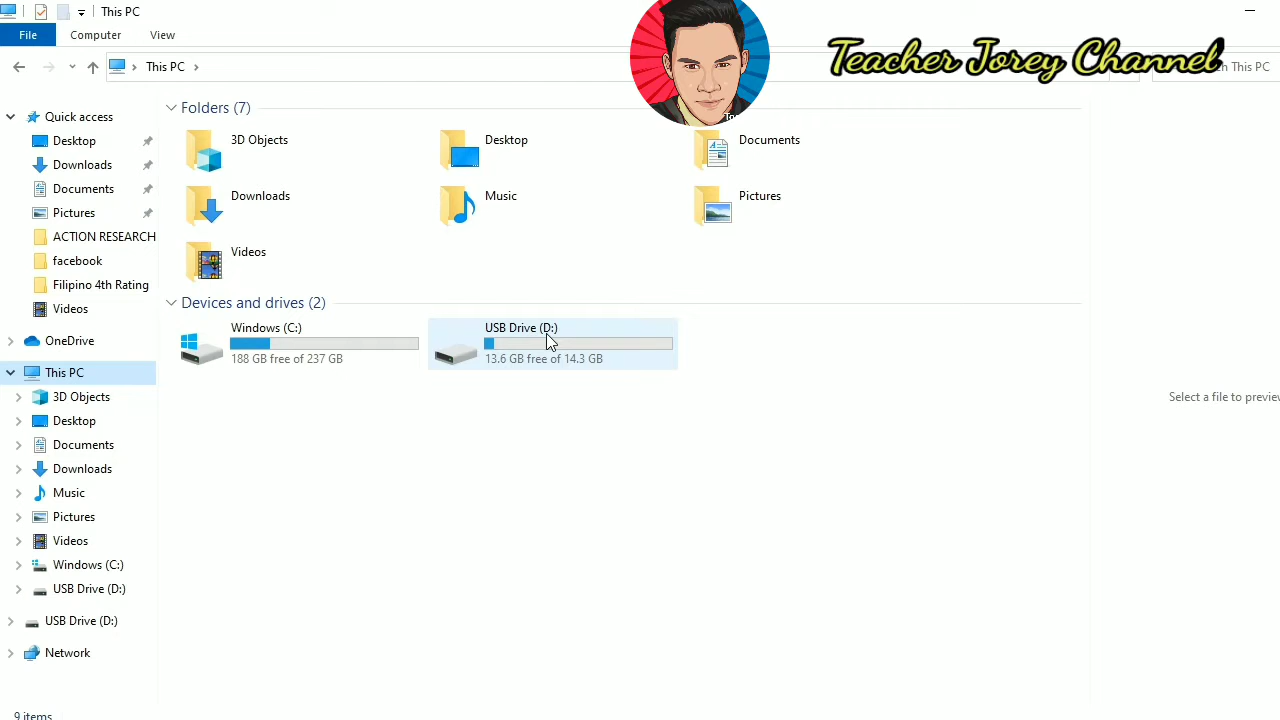 This PC
File Computer View
This PC
Teacher Jorey Channel
This PC
Folders (7)
3D Objects
Desktop
Documents
Downloads
Music
Pictures
Videos
Devices and drives (2)
Windows (C:)
188 GB free of 237 GB
USB Drive (D:)
13.6 GB free of 14.3 GB
Quick access
Desktop
Downloads
Documents
Pictures
ACTION RESEARCH
facebook
Filipino 4th Rating
Videos
OneDrive
This PC
3D Objects
Desktop
Documents
Downloads
Music
Pictures
Videos
Windows (C:)
USB Drive (D:)
USB Drive (D:)
Network
Select a file to preview
9 items